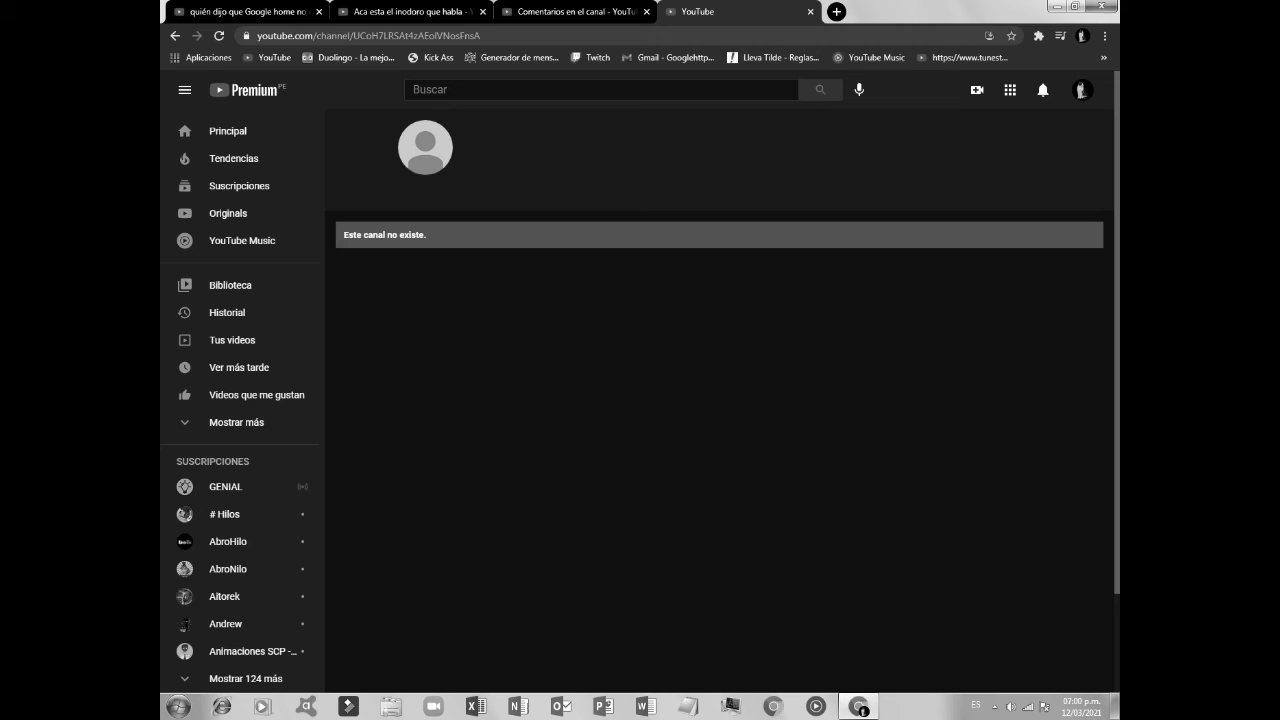 quién dijo que Google home no
Aca esta el inodoro que habla -
Comentarios en el canal - YouTu
YouTube
youtube.com/channel/UCoH7LRSAt4zAEolVNosFnsA
Aplicaciones
YouTube
Duolingo - La mejo...
Kick Ass
Generador de mens...
Twitch
Gmail - Googlehttp...
Lleva Tilde - Reglas...
YouTube Music
https://www.tunest...
Premium PE
Buscar
Principal
Tendencias
Suscripciones
Originals
YouTube Music
Biblioteca
Historial
Tus videos
Ver más tarde
Videos que me gustan
Mostrar más
SUSCRIPCIONES
GENIAL
# Hilos
AbroHilo
AbroNilo
Aitorek
Andrew
Animaciones SCP -...
Mostrar 124 más
Este canal no existe.
ES
07:00 p.m.
12/03/2021